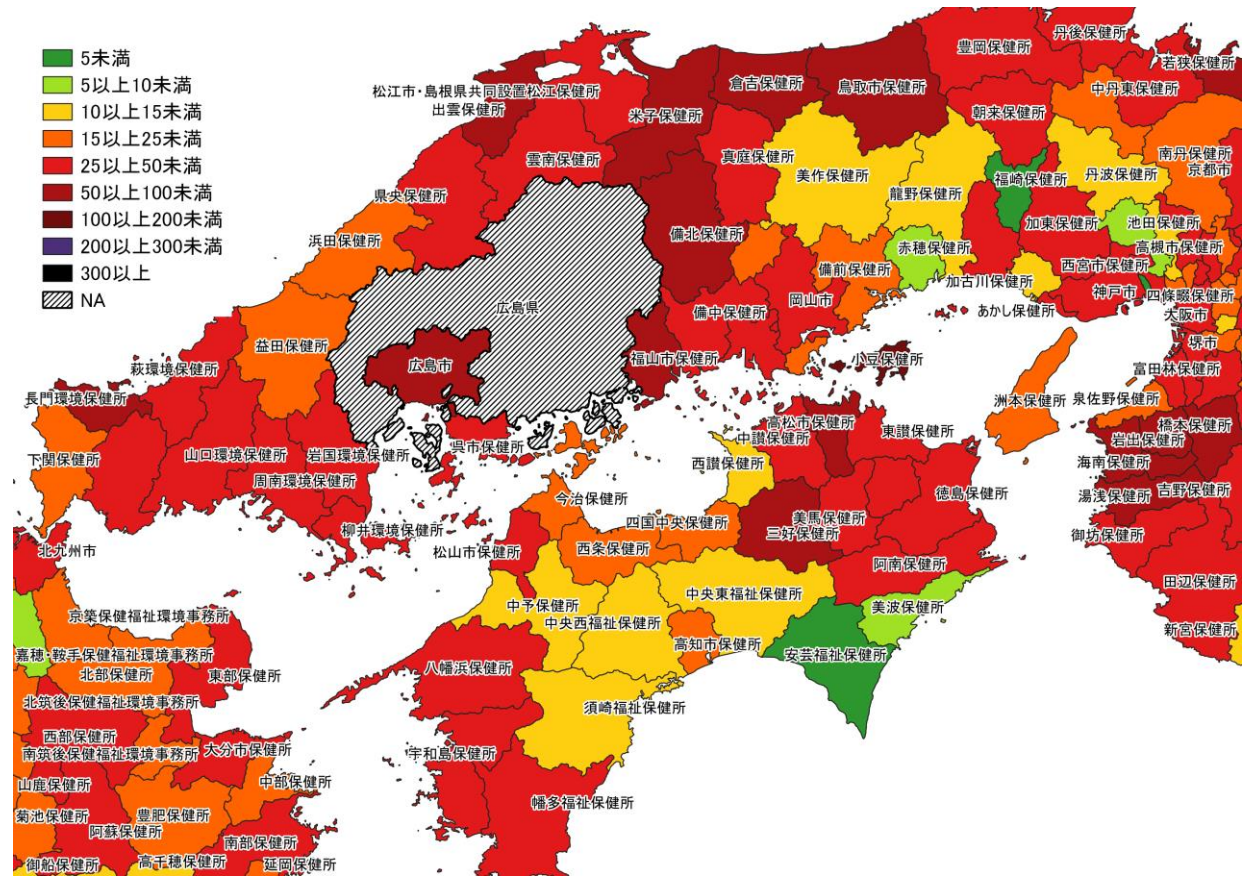 5未満
5以上10未満
10以上15未満
15以上25未満
25以上50未満
50以上100未満
100以上200未満
200以上300未満
300以上
NA
丹後保健所
豊岡保健所
若狭保健所
倉吉保健所
鳥取市保健所
中丹東保健所
松江市・島根県共同設置松江保健所
出雲保健所
米子保健所
朝来保健所
雲南保健所
真庭保健所
南丹保健所
京都市
美作保健所
福崎保健所
丹波保健所
県央保健所
龍野保健所
浜田保健所
備北保健所
加東保健所
池田保健所
赤穂保健所
高槻市保健所
備前保健所
西宮市保健所
加古川保健所
神戸市
四條畷保健所
広島県
岡山市
備中保健所
あかし保健所
大阪市
益田保健所
堺市
萩環境保健所
広島市
福山市保健所
小豆保健所
富田林保健所
長門環境保健所
洲本保健所
泉佐野保健所
高松市保健所
橋本保健所
東讃保健所
中讃保健所
岩出保健所
呉市保健所
下関保健所
山口環境保健所
岩国環境保健所
西讃保健所
海南保健所
周南環境保健所
湯浅保健所
吉野保健所
徳島保健所
今治保健所
四国中央保健所
美馬保健所
柳井環境保健所
三好保健所
御坊保健所
北九州市
松山市保健所
西条保健所
阿南保健所
田辺保健所
中央東福祉保健所
中予保健所
美波保健所
京築保健福祉環境事務所
中央西福祉保健所
新宮保健所
高知市保健所
嘉穂・鞍手保健福祉環境事務所
安芸福祉保健所
北部保健所
東部保健所
八幡浜保健所
北筑後保健福祉環境事務所
須崎福祉保健所
西部保健所
南筑後保健福祉環境事務所
大分市保健所
宇和島保健所
山鹿保健所
中部保健所
幡多福祉保健所
菊池保健所
豊肥保健所
阿蘇保健所
南部保健所
御船保健所
高千穂保健所
延岡保健所